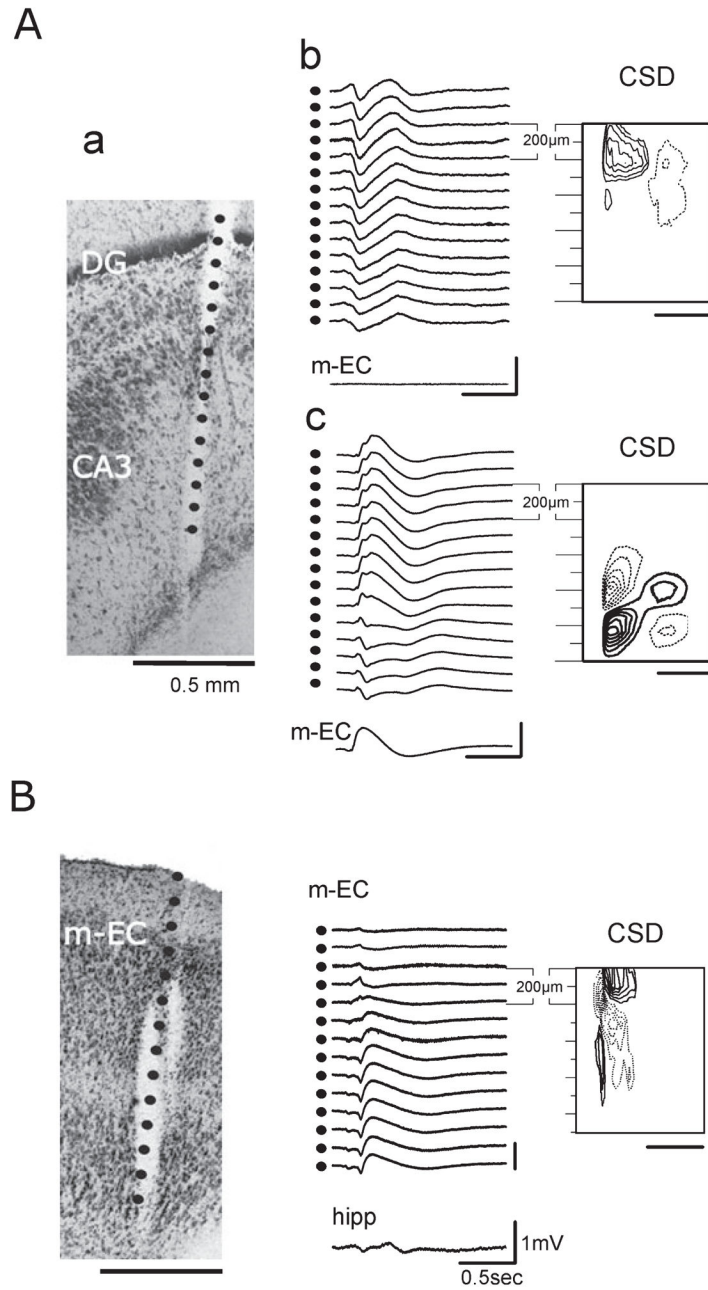 A
a
DG
CA3
0.5 mm
b
CSD
200μm
m-EC
c
CSD
200μm
m-EC
B
m-EC
m-EC
CSD
200μm
hipp
1mV
0.5sec